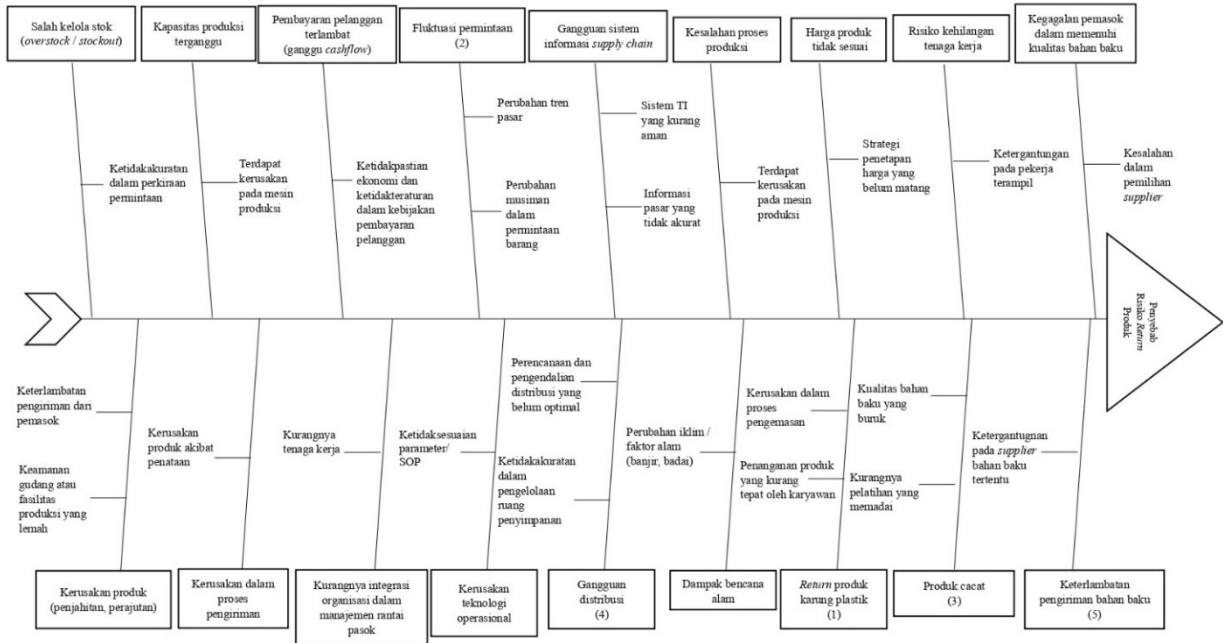 Salah kelola stok
(overstock / stockout)
Kapasitas produksi
terganggu
Pembayaran pelanggan
terlambat
(ganggu cashflow)
Fluktuasi permintaan
(2)
Gangguan sistem
informasi supply chain
Kesalahan proses
produksi
Harga produk
tidak sesuai
Risiko kehilangan
tenaga kerja
Kegagalan pemasok
dalam memenuhi
kualitas bahan baku
Ketidakakuratan
dalam perkiraan
permintaan
Terdapat
kerusakan
pada mesin
produksi
Ketidakpastian
ekonomi dan
ketidakteraturan
dalam kebijakan
pembayaran
pelanggan
Perubahan tren
pasar
Perubahan
musiman
dalam
permintaan
barang
Sistem TI
yang kurang
aman
Informasi
pasar yang
tidak akurat
Terdapat
kerusakan
pada mesin
produksi
Strategi
penetapan
harga yang
belum matang
Ketergantungan
pada pekerja
terampil
Kesalahan
dalam
pemilihan
supplier
Penyebab
Risiko Return
Produk
Keterlambatan
pengiriman dari
pemasok
Keamanan
gudang atau
fasilitas
produksi yang
lemah
Kerusakan
produk akibat
penataan
Kurangnya
tenaga kerja
Ketidaksesuaian
parameter/
SOP
Perencanaan dan
pengendalian
distribusi yang
belum optimal
Ketidakakuratan
dalam
pengelolaan
ruang
penyimpanan
Perubahan iklim /
faktor alam
(banjir, badai)
Kerusakan dalam
proses
pengemasan
Penanganan produk
yang kurang
tepat oleh karyawan
Kualitas bahan
baku yang
buruk
Kurangnya
pelatihan yang
memadai
Ketergantugnan
pada supplier
bahan baku
tertentu
Kerusakan produk
(penjahitan, perajutan)
Kerusakan dalam
proses
pengiriman
Kurangnya integrasi
organisasi dalam
manajemen rantai
pasok
Kerusakan
teknologi
operasional
Gangguan
distribusi
(4)
Dampak bencana
alam
Return produk
karung plastik
(1)
Produk cacat
(3)
Keterlambatan
pengiriman bahan baku
(5)